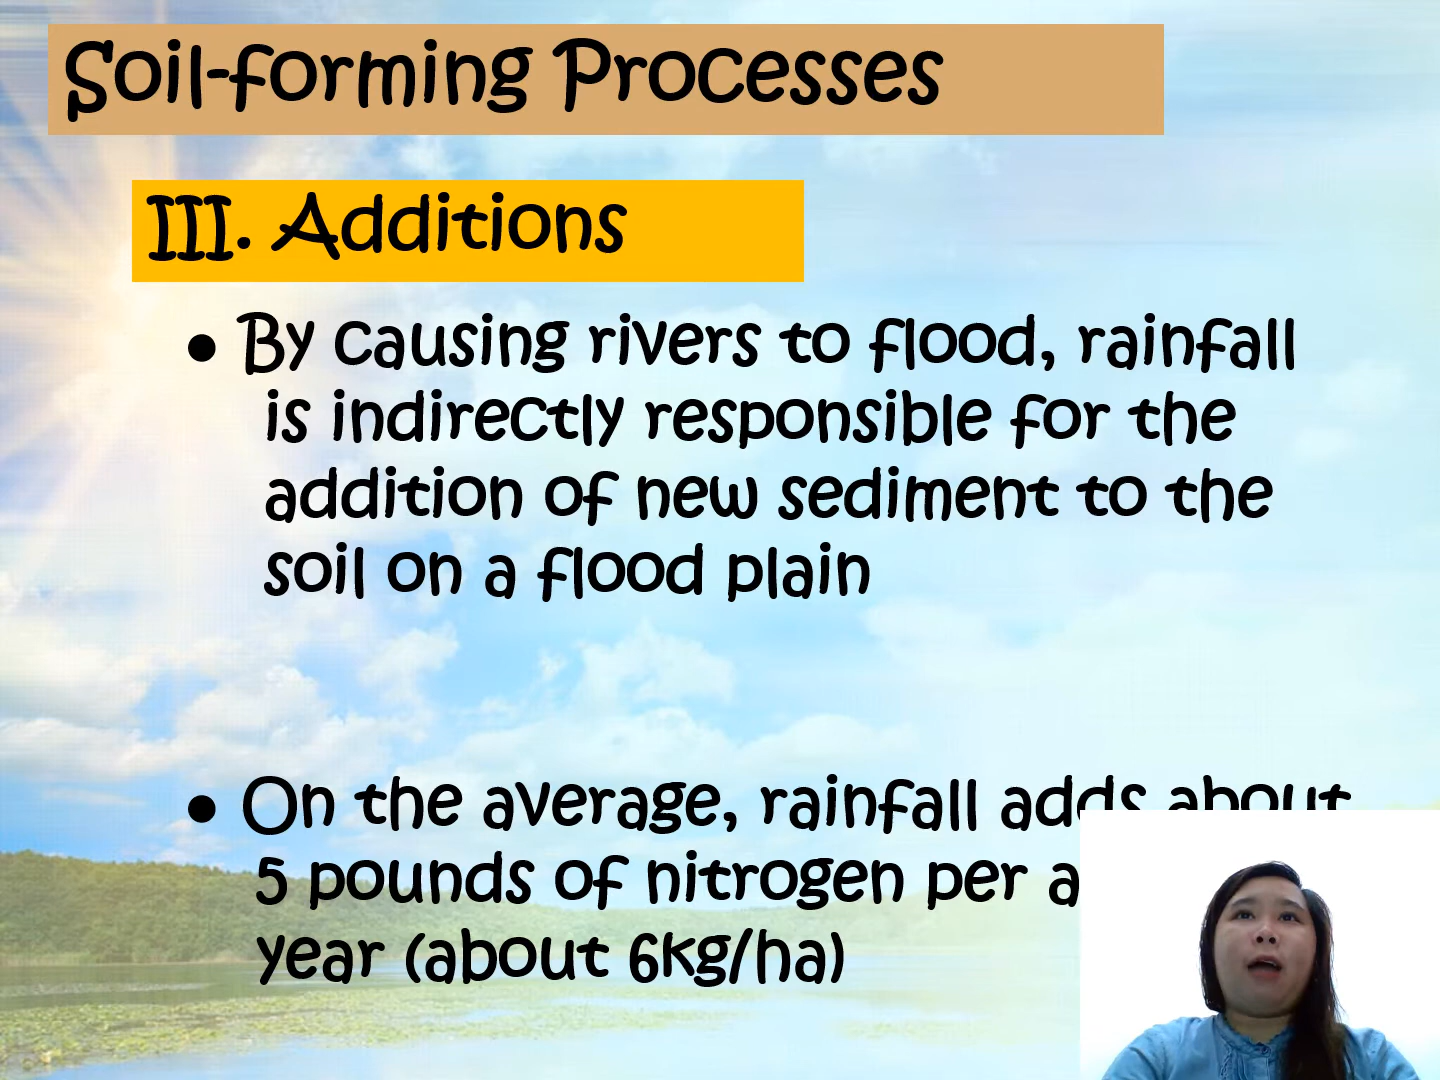 Soil-forming Processes
III. Additions
• By causing rivers to flood, rainfall
is indirectly responsible for the
addition of new sediment to the
soil on a flood plain
• On the average, rainfall adds about
5 pounds of nitrogen per
year (about 6kg/ha)